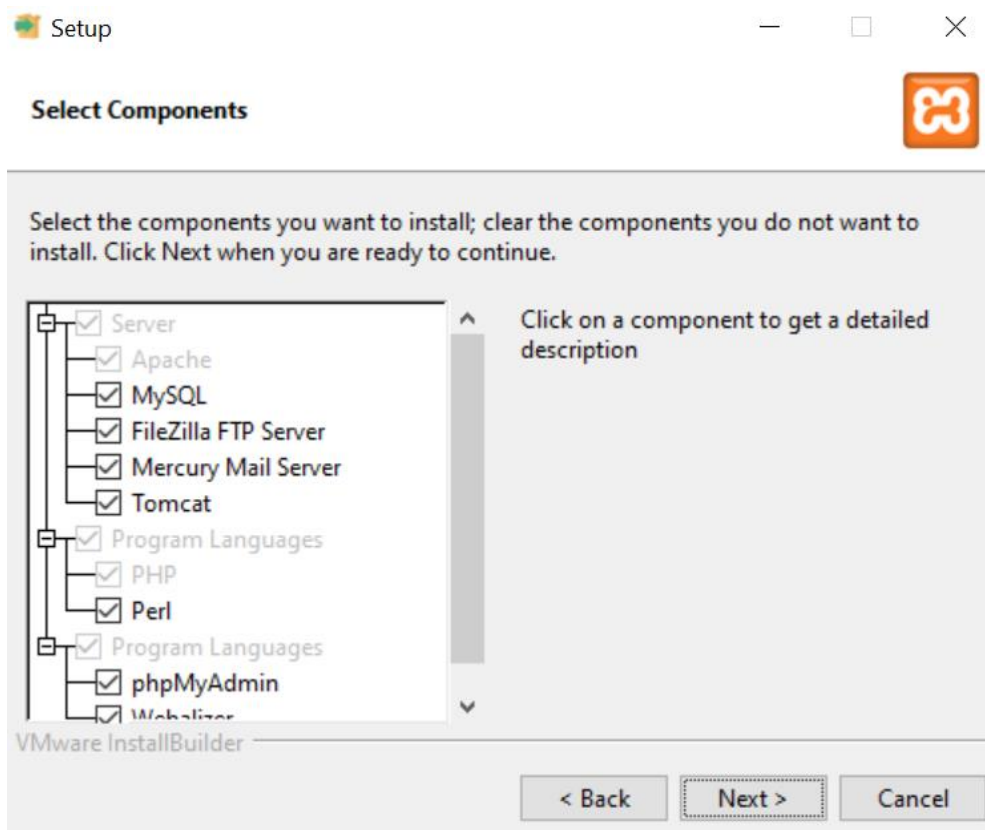 Setup
Select Components
Select the components you want to install; clear the components you do not want to
install. Click Next when you are ready to continue.
Server
Apache
MySQL
FileZilla FTP Server
Mercury Mail Server
Tomcat
Program Languages
PHP
Perl
Program Languages
phpMyAdmin
Webalizer
Click on a component to get a detailed
description
VMware InstallBuilder
< Back
Next >
Cancel